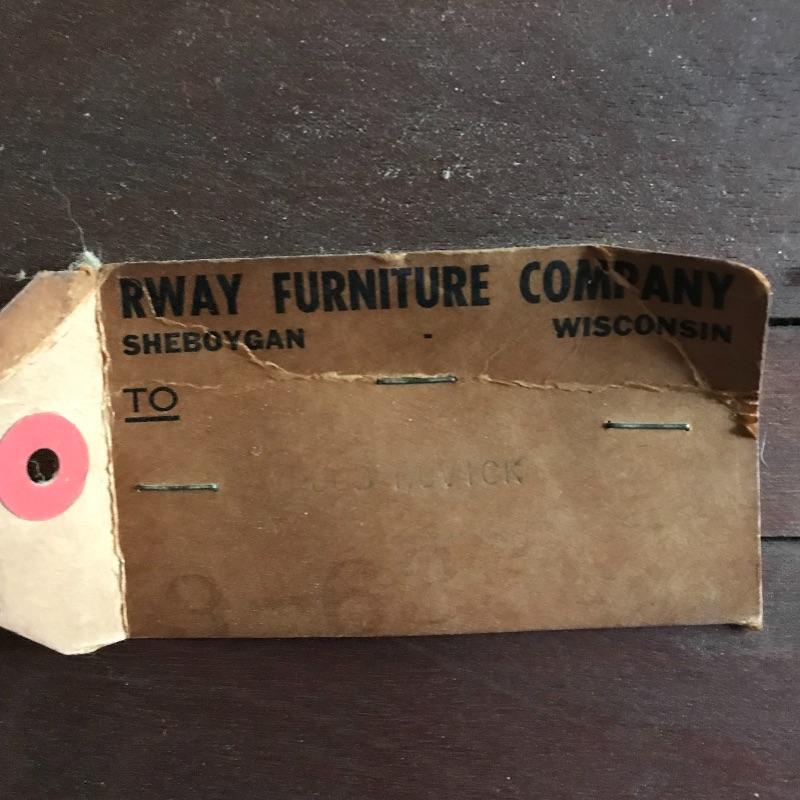 RWAY FURNITURE COMPANY
SHEBOYGAN - WISCONSIN
TO